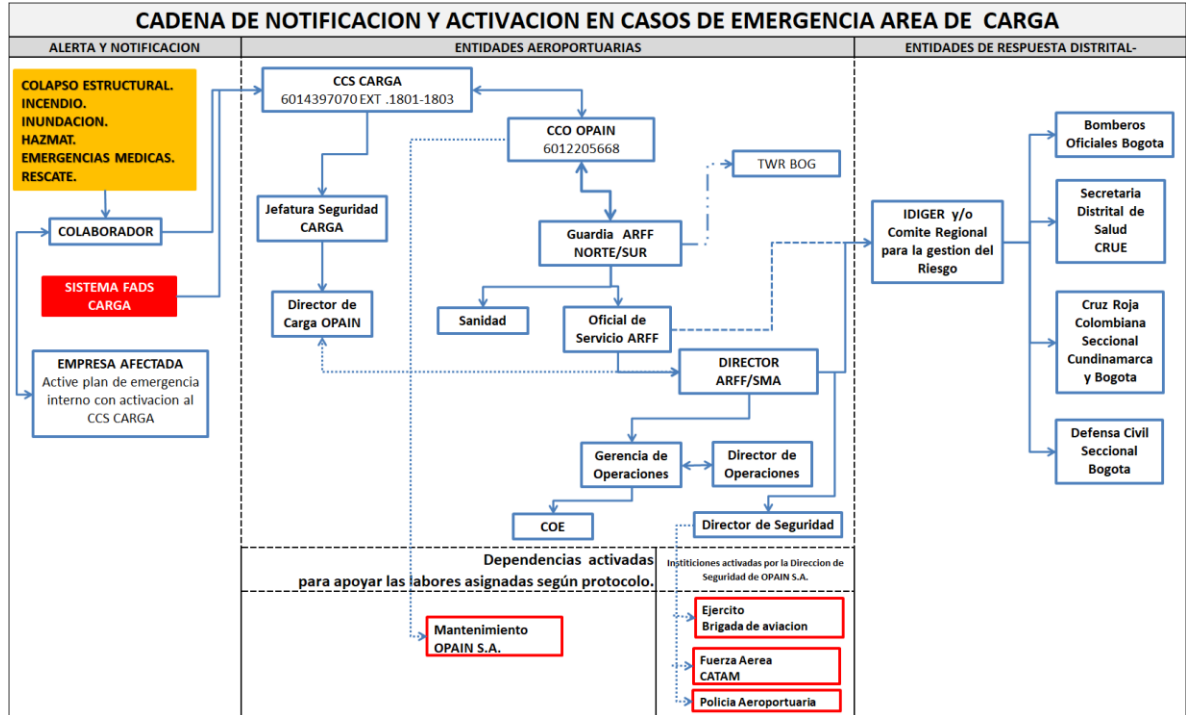 CADENA DE NOTIFICACION Y ACTIVACION EN CASOS DE EMERGENCIA AREA DE CARGA
ALERTA Y NOTIFICACION
ENTIDADES AEROPORTUARIAS
ENTIDADES DE RESPUESTA DISTRITAL-
COLAPSO ESTRUCTURAL.
INCENDIO.
INUNDACION.
HAZMAT.
EMERGENCIAS MEDICAS.
RESCATE.
COLABORADOR
SISTEMA FADS
CARGA
EMPRESA AFECTADA
Active plan de emergencia
interno con activacion al
CCS CARGA
CCS CARGA
6014397070 EXT .1801-1803
CCO OPAIN
6012205668
TWR BOG
Jefatura Seguridad
CARGA
Guardia ARFF
NORTE/SUR
Director de
Carga OPAIN
Sanidad
Oficial de
Servicio ARFF
DIRECTOR
ARFF/SMA
Gerencia de
Operaciones
Director de
Operaciones
COE
Director de Seguridad
Dependencias activadas
para apoyar las labores asignadas según protocolo.
Institiciones activadas por la Direccion de
Seguridad de OPAIN S.A.
Mantenimiento
OPAIN S.A.
Ejercito
Brigada de aviacion
Fuerza Aerea
CATAM
Policia Aeroportuaria
IDIGER y/o
Comite Regional
para la gestion del
Riesgo
Bomberos
Oficiales Bogota
Secretaria
Distrital de
Salud
CRUE
Cruz Roja
Colombiana
Seccional
Cundinamarca
y Bogota
Defensa Civil
Seccional
Bogota